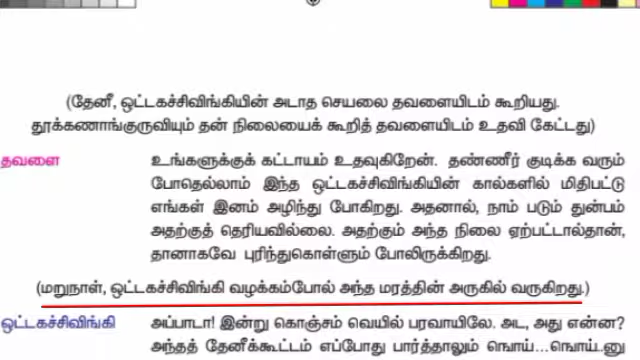 (தேனீ, ஒட்டகச்சிவிங்கியின் அடாத செயலை தவளையிடம் கூறியது.
தூக்கணாங்குருவியும் தன் நிலையைக் கூறித் தவளையிடம் உதவி கேட்டது)
தவளை உங்களுக்குக் கட்டாயம் உதவுகிறேன். தண்ணீர் குடிக்க வரும்
போதெல்லாம் இந்த ஒட்டகச்சிவிங்கியின் கால்களில் மிதிபட்டு
எங்கள் இனம் அழிந்து போகிறது. அதனால், நாம் படும் துன்பம்
அதற்குத் தெரியவில்லை. அதற்கும் அந்த நிலை ஏற்பட்டால்தான்,
தானாகவே புரிந்துகொள்ளும் போலிருக்கிறது.
(மறுநாள், ஒட்டகச்சிவிங்கி வழக்கம்போல் அந்த மரத்தின் அருகில் வருகிறது.)
ஒட்டகச்சிவிங்கி அப்பாடா! இன்று கொஞ்சம் வெயில் பரவாயிலே. அட, அது என்ன?
அந்தத் தேனீக்கூட்டம் எப்போது பார்த்தாலும் ஙொய்...ஙொய்..னு